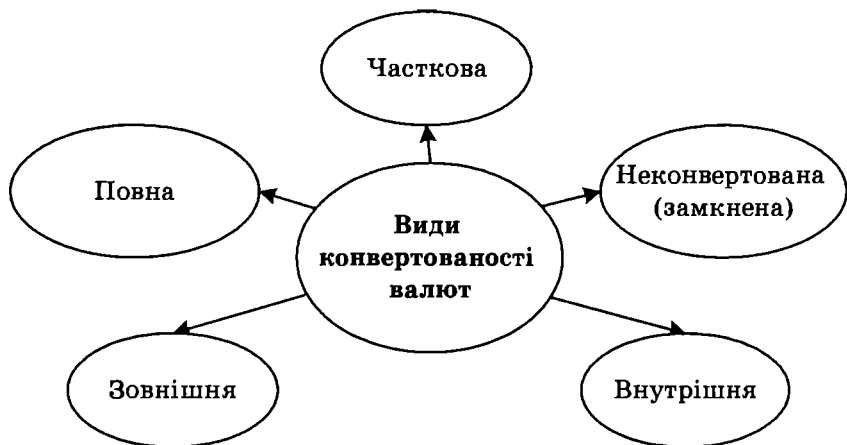 Часткова
Повна
Неконвертована
(замкнена)
Види
конвертованості
валют
Зовнішня
Внутрішня